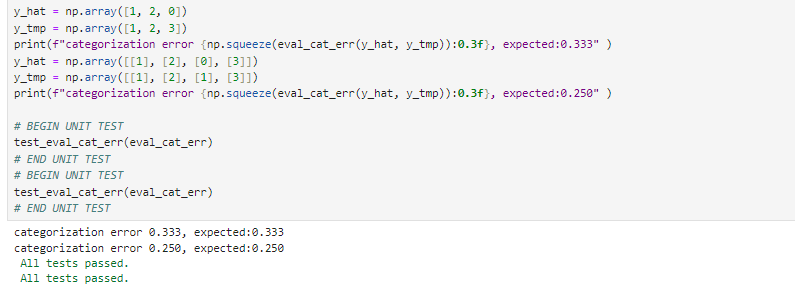 y_hat = np.array([1, 2, 0])
y_tmp = np.array([1, 2, 3])
print(f"categorization error {np.squeeze(eval_cat_err(y_hat, y_tmp)):0.3f}, expected:0.333" )
y_hat = np.array([[1], [2], [0], [3]])
y_tmp = np.array([[1], [2], [1], [3]])
print(f"categorization error {np.squeeze(eval_cat_err(y_hat, y_tmp)):0.3f}, expected:0.250" )
# BEGIN UNIT TEST
test_eval_cat_err(eval_cat_err)
# END UNIT TEST
# BEGIN UNIT TEST
test_eval_cat_err(eval_cat_err)
# END UNIT TEST
categorization error 0.333, expected:0.333
categorization error 0.250, expected:0.250
All tests passed.
All tests passed.